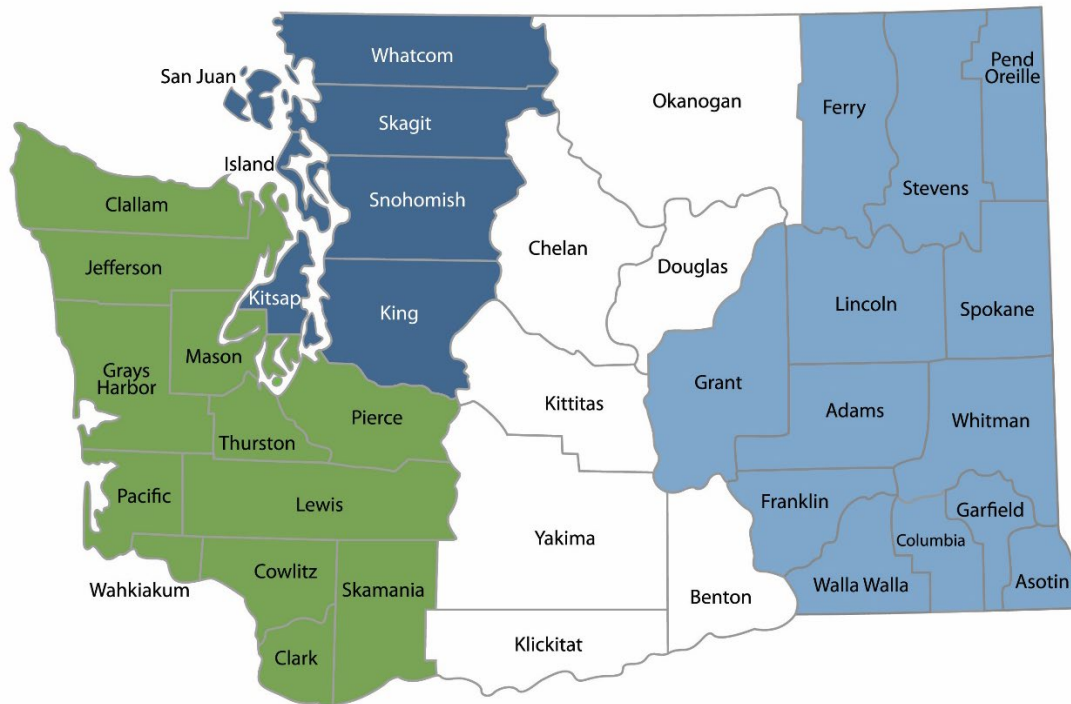 Whatcom
San Juan
Okanogan
Pend
Oreille
Ferry
Skagit
Island
Stevens
Clallam
Snohomish
Chelan
Douglas
Jefferson
Kitsap
King
Lincoln
Spokane
Mason
Grays
Harbor
Grant
Kittitas
Adams
Pierce
Whitman
Thurston
Pacific
Lewis
Franklin
Garfield
Yakima
Columbia
Wahkiakum
Cowlitz
Skamania
Walla Walla
Asotin
Benton
Klickitat
Clark